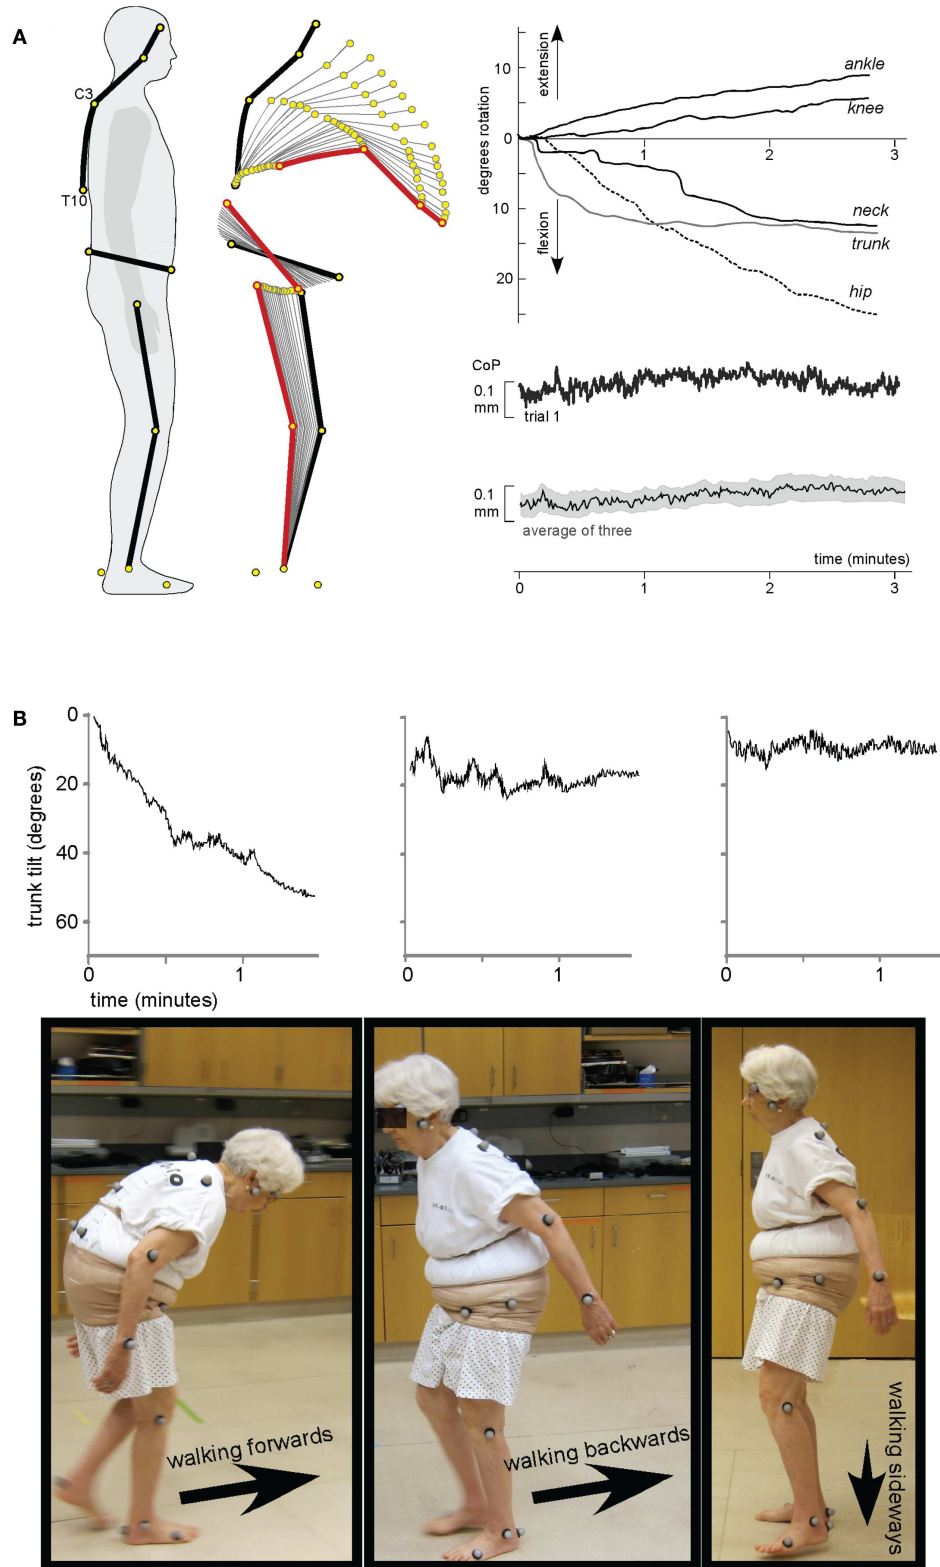 A
C3
T10
degrees rotation
extension
flexion
10
0
10
20
1
2
3
ankle
knee
neck
trunk
hip
CoP
0.1
mm
trial 1
0.1
mm
average of three
time (minutes)
0
1
2
3
B
trunk tilt (degrees)
0
20
40
60
0
1
time (minutes)
0
1
0
1
walking forwards
walking backwards
walking sideways